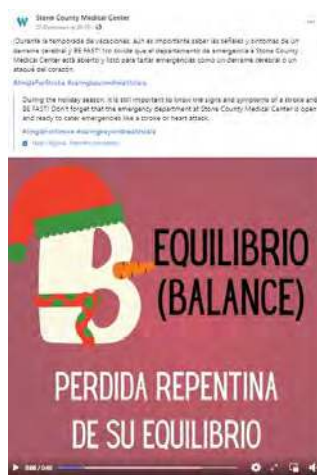 Stone County Medical Center
¡Durante la temporada de vacaciones, aun es importante saber las señales y sintomas de un
derrame cerebral y BE FAST! No olvide que el departamento de emergencia a Stone County
Medical Center está abierto y listo para tartar emergencias como un derrame cerebral o un
ataque del corazón.
During the holiday season, it is still important to know the signs and symptoms of a stroke and
BE FAST! Don't forget that the emergency department at Stone County Medical Center is open
and ready to cater emergencies like a stroke or heart attack.
B
EQUILIBRIO
(BALANCE)
PERDIDA REPENTINA
DE SU EQUILIBRIO